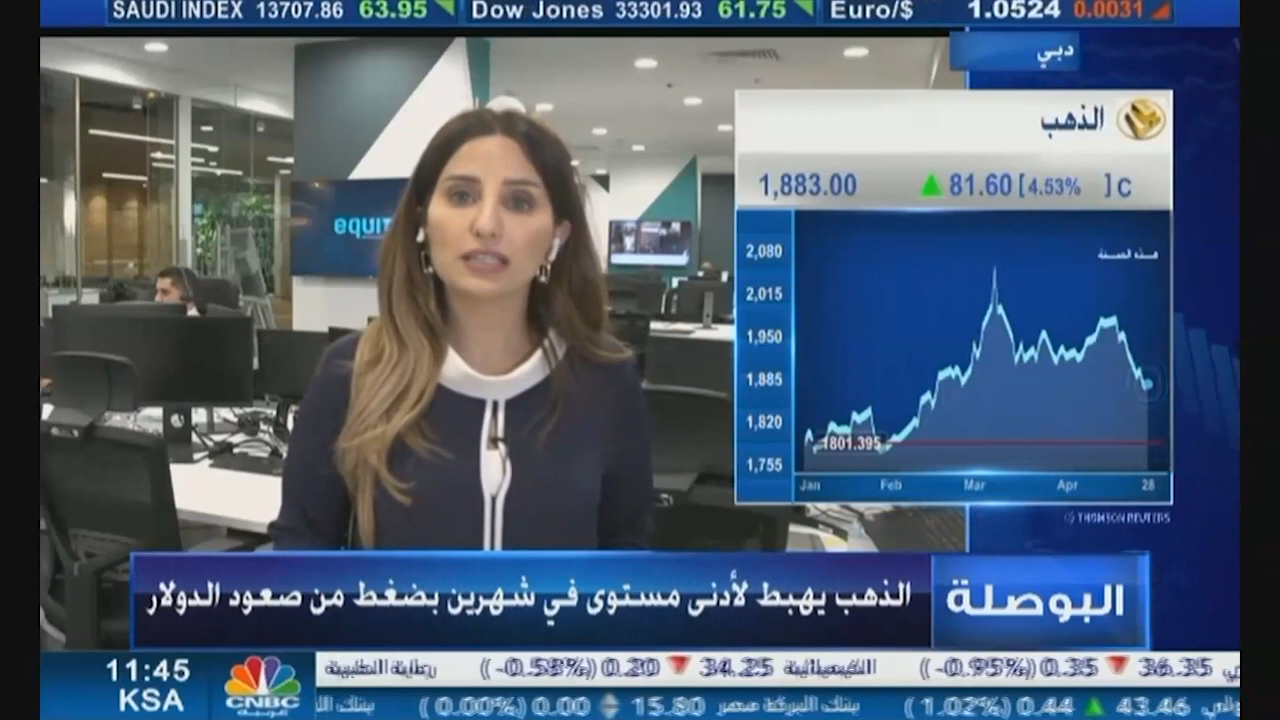 SAUDI INDEX 13707.86 63.95 Dow Jones 33301.93 61.75 Euro/$ 1.0524 0.0031
دبي
الذهب
1,883.00 81.60 [4.53% ] C
هذه السنة
2,080
2,015
1,950
1,885
1,820
1,755
1801.395
Jan Feb Mar Apr 28
THOMSON REUTERS
البوصلة
الذهب يهبط لأدنى مستوى في شهرين بضغط من صعود الدولار
11:45
KSA
CNBC
عربية
36.35 0.35 (-0.95%) الكيميائية 34.25 0.20 (-0.58%) رعاية الطبية
43.46 0.44 (1.02%) بنك البركة مصر 15.80 0.00 (0.00%) بنك